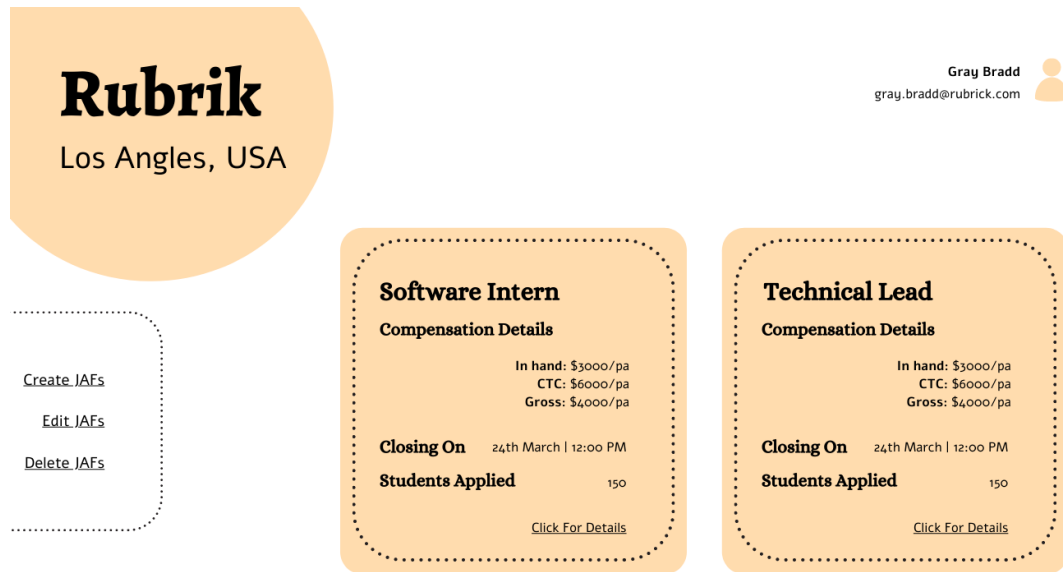 Rubrik
Los Angles, USA
Gray Bradd
gray.bradd@rubrick.com
Create JAFs
Edit JAFs
Delete JAFs
Software Intern
Compensation Details
In hand: $3000/pa
CTC: $6000/pa
Gross: $4000/pa
Closing On 24th March | 12:00 PM
Students Applied 150
Click For Details
Technical Lead
Compensation Details
In hand: $3000/pa
CTC: $6000/pa
Gross: $4000/pa
Closing On 24th March | 12:00 PM
Students Applied 150
Click For Details